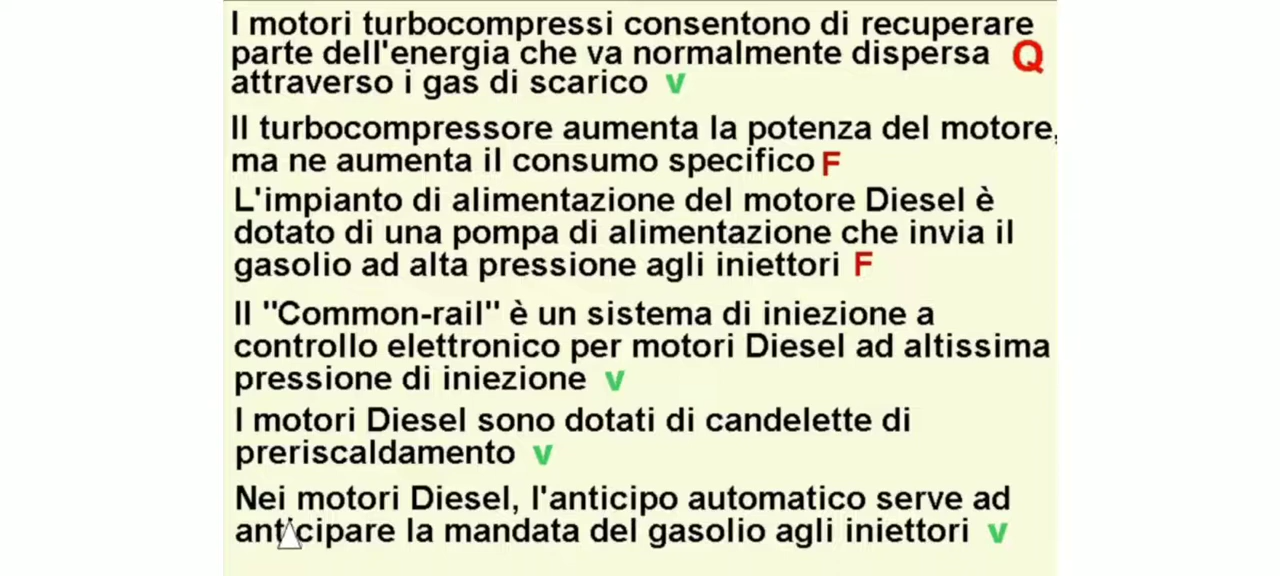 I motori turbocompressi consentono di recuperare
parte dell'energia che va normalmente dispersa Q
attraverso i gas di scarico v
Il turbocompressore aumenta la potenza del motore,
ma ne aumenta il consumo specifico F
L'impianto di alimentazione del motore Diesel è
dotato di una pompa di alimentazione che invia il
gasolio ad alta pressione agli iniettori F
Il "Common-rail" è un sistema di iniezione a
controllo elettronico per motori Diesel ad altissima
pressione di iniezione v
I motori Diesel sono dotati di candelette di
preriscaldamento v
Nei motori Diesel, l'anticipo automatico serve ad
anticipare la mandata del gasolio agli iniettori v